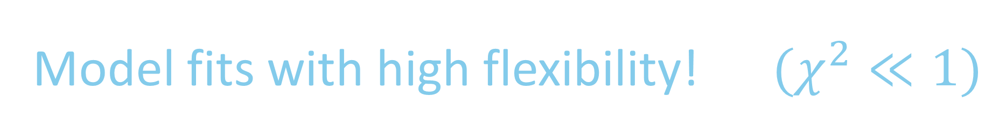 Model fits with high flexibility! (χ² ≪ 1)